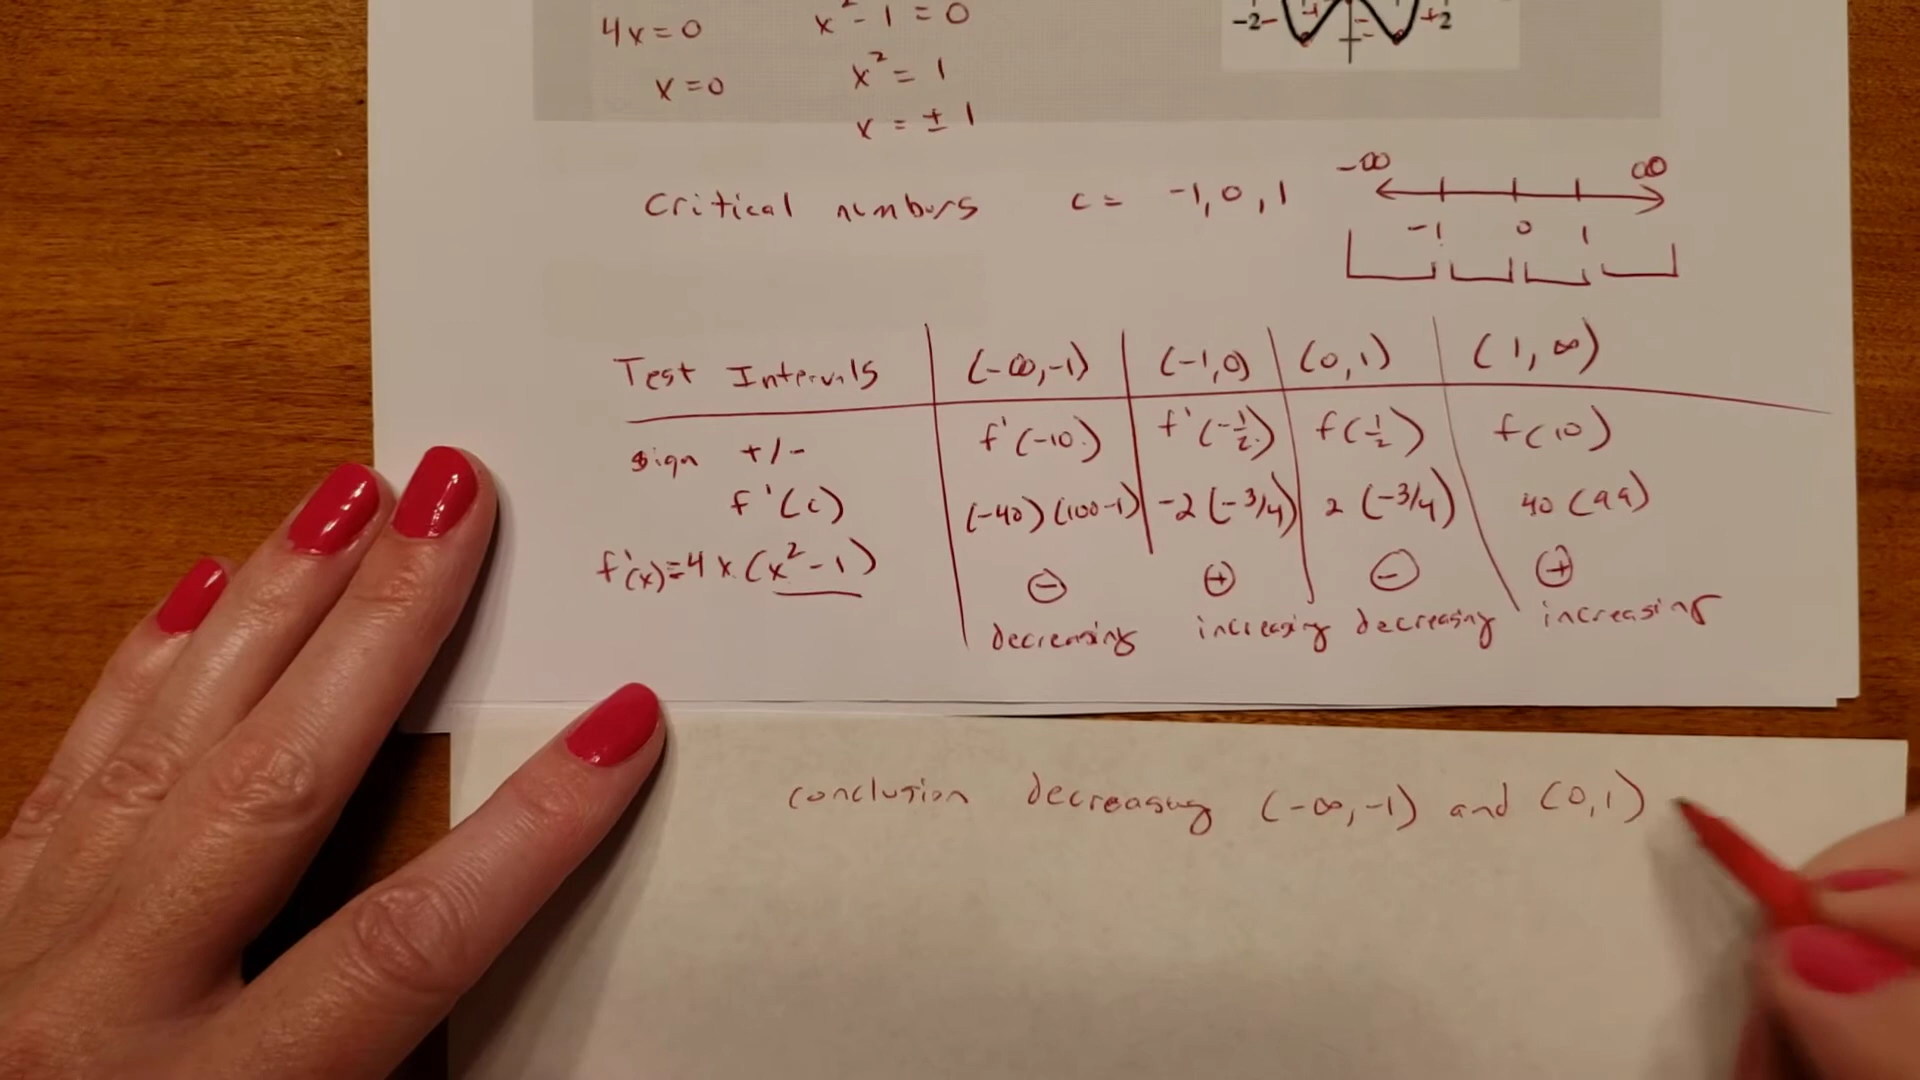 4x=0 x²-1=0
-2 -1 +2
x=0 x²=1
x=±1
-∞ ∞
Critical numbers c= -1,0,1
-1 0 1
Test Intervals (-∞,-1) (-1,0) (0,1) (1,∞)
sign +/- f'(-10) f'(-1/2) f(1/2) f(10)
f'(c) (-40)(100-1) -2(-3/4) 2(-3/4) 40(99)
f'(x)=4x(x²-1) - + - +
decreasing increasing decreasing increasing
conclusion decreasing (-∞,-1) and (0,1)